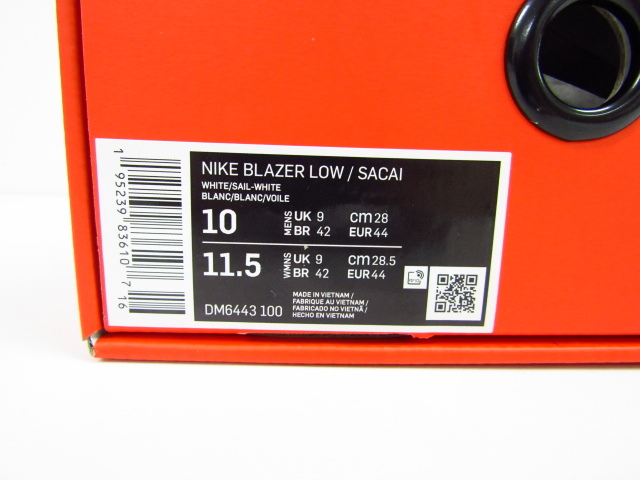 1 95239 83610 7 16
NIKE BLAZER LOW / SACAI
WHITE/SAIL-WHITE
BLANC/BLANC/VOILE
10 MENS UK 9 cm 28
BR 42 EUR 44
11.5 WMNS UK 9 cm 28.5
BR 42 EUR 44
MADE IN VIETNAM /
FABRIQUE AU VIETNAM /
FABRICADO NO VIETNÃ /
HECHO EN VIETNAM
DM6443 100